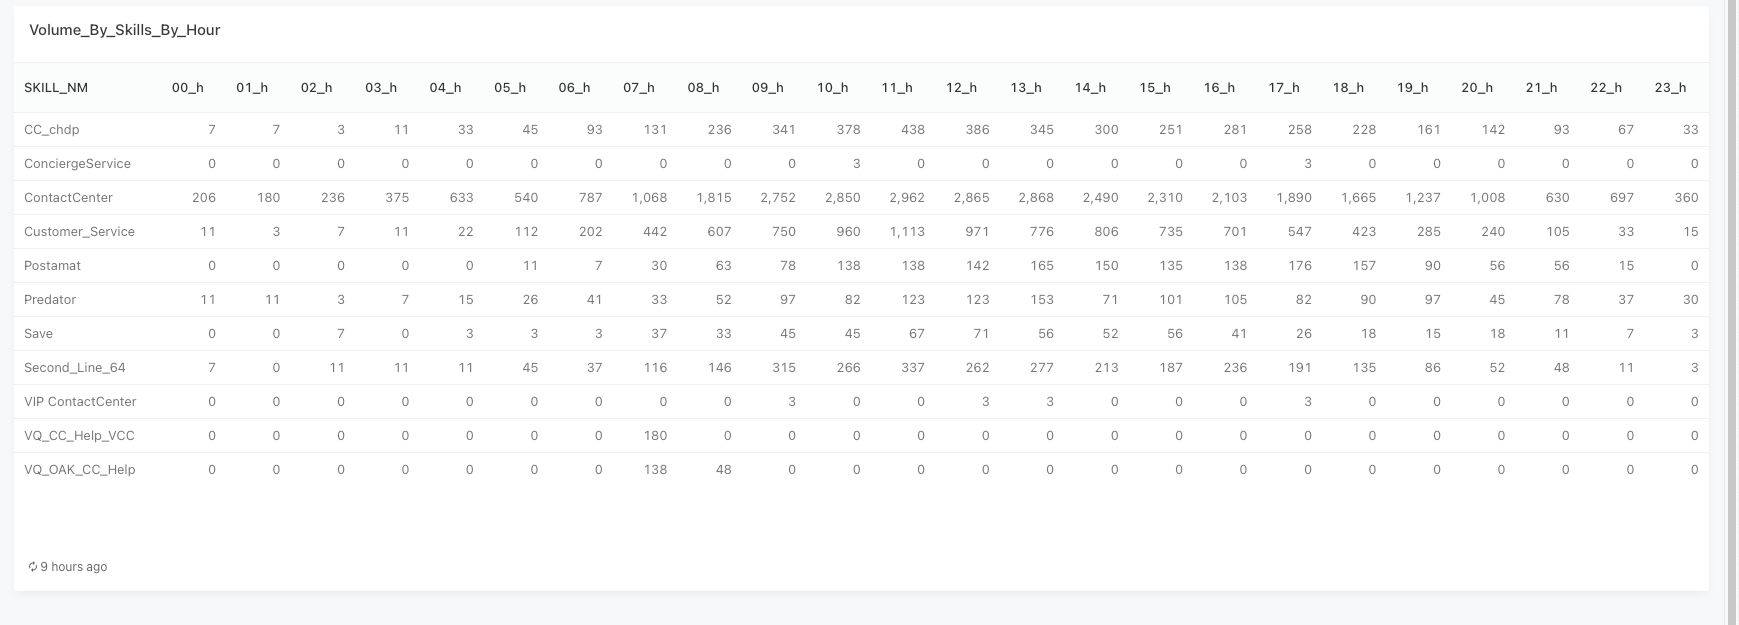 Volume_By_Skills_By_Hour
SKILL_NM 00_h 01_h 02_h 03_h 04_h 05_h 06_h 07_h 08_h 09_h 10_h 11_h 12_h 13_h 14_h 15_h 16_h 17_h 18_h 19_h 20_h 21_h 22_h 23_h
CC_chdp 7 7 3 11 33 45 93 131 236 341 378 438 386 345 300 251 281 258 228 161 142 93 67 33
ConciergeService 0 0 0 0 0 0 0 0 0 0 3 0 0 0 0 0 0 3 0 0 0 0 0 0
ContactCenter 206 180 236 375 633 540 787 1,068 1,815 2,752 2,850 2,962 2,865 2,868 2,490 2,310 2,103 1,890 1,665 1,237 1,008 630 697 360
Customer_Service 11 3 7 11 22 112 202 442 607 750 960 1,113 971 776 806 735 701 547 423 285 240 105 33 15
Postamat 0 0 0 0 0 11 7 30 63 78 138 138 142 165 150 135 138 176 157 90 56 56 15 0
Predator 11 11 3 7 15 26 41 33 52 97 82 123 123 153 71 101 105 82 90 97 45 78 37 30
Save 0 0 7 0 3 3 3 37 33 45 45 67 71 56 52 56 41 26 18 15 18 11 7 3
Second_Line_64 7 0 11 11 11 45 37 116 146 315 266 337 262 277 213 187 236 191 135 86 52 48 11 3
VIP ContactCenter 0 0 0 0 0 0 0 0 0 3 0 0 3 3 0 0 0 3 0 0 0 0 0 0
VQ_CC_Help_VCC 0 0 0 0 0 0 0 180 0 0 0 0 0 0 0 0 0 0 0 0 0 0 0 0
VQ_OAK_CC_Help 0 0 0 0 0 0 0 138 48 0 0 0 0 0 0 0 0 0 0 0 0 0 0 0
9 hours ago